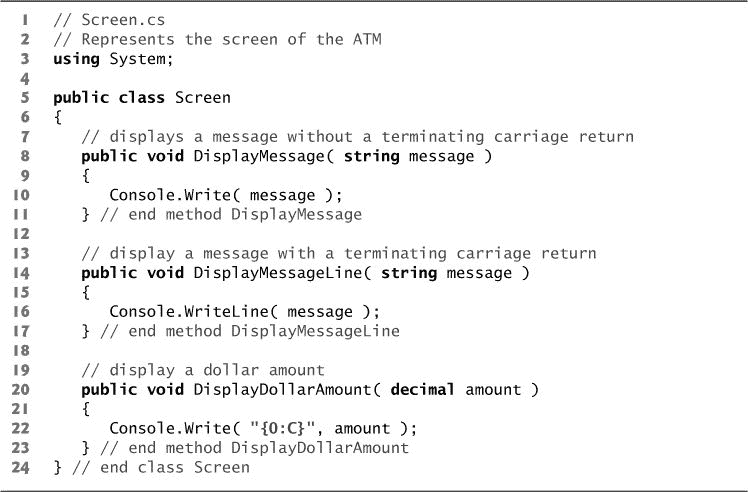 1 // Screen.cs
2 // Represents the screen of the ATM
3 using System;
4
5 public class Screen
6 {
7 // displays a message without a terminating carriage return
8 public void DisplayMessage( string message )
9 {
10 Console.Write( message );
11 } // end method DisplayMessage
12
13 // display a message with a terminating carriage return
14 public void DisplayMessageLine( string message )
15 {
16 Console.WriteLine( message );
17 } // end method DisplayMessageLine
18
19 // display a dollar amount
20 public void DisplayDollarAmount( decimal amount )
21 {
22 Console.Write( "{0:C}", amount );
23 } // end method DisplayDollarAmount
24 } // end class Screen